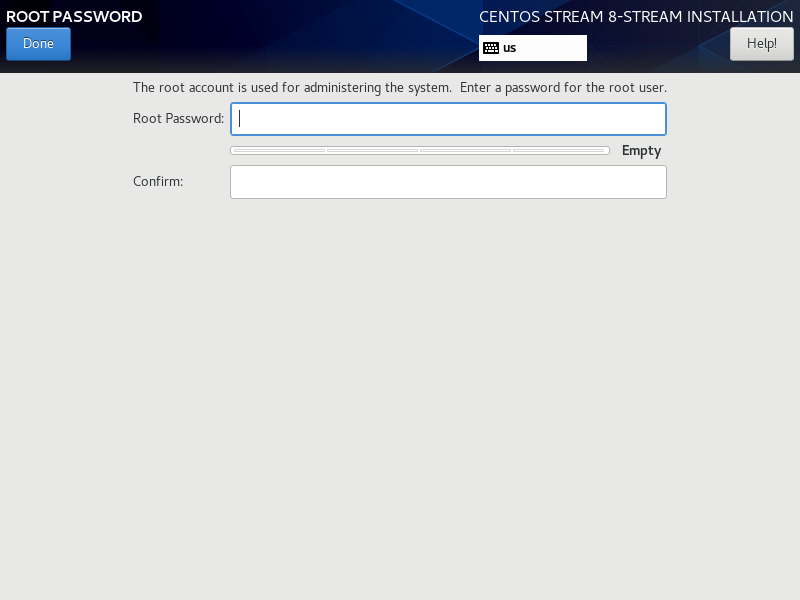 ROOT PASSWORD
CENTOS STREAM 8-STREAM INSTALLATION
Done
us
Help!
The root account is used for administering the system.  Enter a password for the root user.
Root Password:
Empty
Confirm: